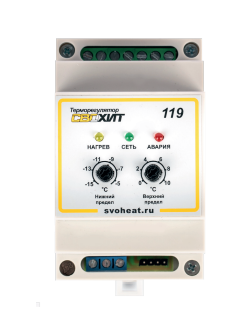 Терморегулятор
СВОХИТ
119
НАГРЕВ СЕТЬ АВАРИЯ
-11 -9
-13 -7
-15 -5
°C
Нижний
предел
4 6
2 8
0 10
°C
Верхний
предел
svoheat.ru